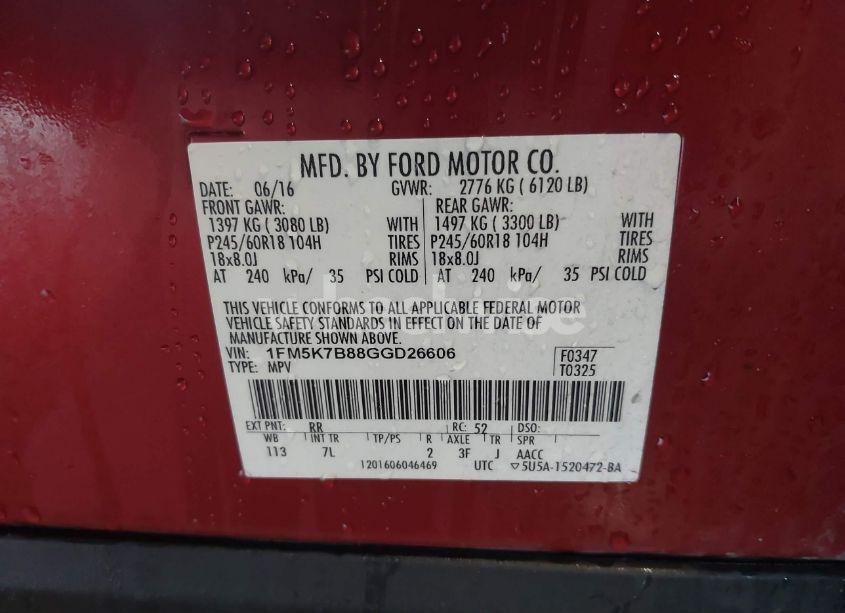 MFD. BY FORD MOTOR CO.
DATE: 06/16 GVWR: 2776 KG ( 6120 LB)
FRONT GAWR: REAR GAWR:
1397 KG ( 3080 LB) WITH 1497 KG ( 3300 LB) WITH
P245/60R18 104H TIRES P245/60R18 104H TIRES
18x8.0J RIMS 18x8.0J RIMS
AT 240 kPa/ 35 PSI COLD AT 240 kPa/ 35 PSI COLD
THIS VEHICLE CONFORMS TO ALL APPLICABLE FEDERAL MOTOR
VEHICLE SAFETY STANDARDS IN EFFECT ON THE DATE OF
MANUFACTURE SHOWN ABOVE.
VIN: 1FM5K7B88GGD26606 F0347
TYPE: MPV T0325
EXT PNT: RR RC: 52 DSO:
WB INT TR TP/PS R AXLE TR SPR
113 7L 2 3F J AACC
1201606046469 UTC ▽5U5A-1520472-BA